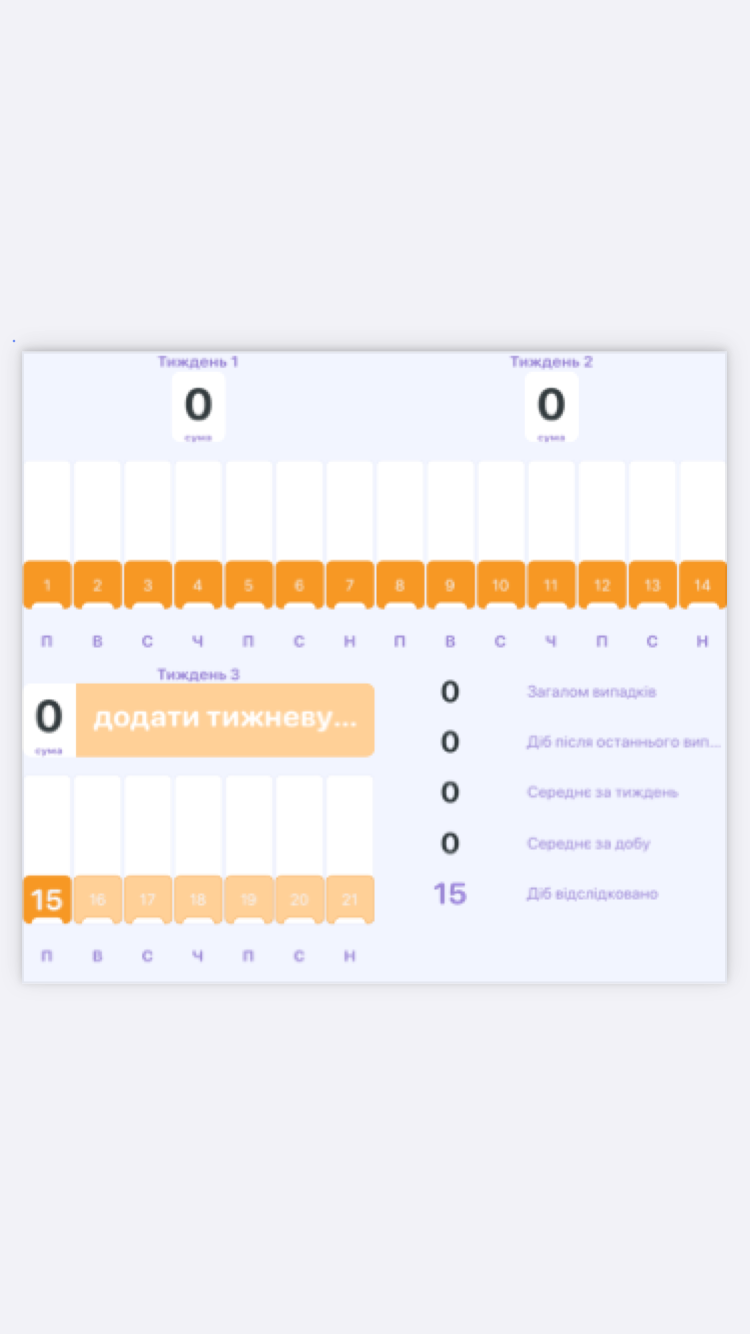 Тиждень 1 Тиждень 2
0 0
сума сума
1 2 3 4 5 6 7 8 9 10 11 12 13 14
П В С Ч П С Н П В С Ч П С Н
Тиждень 3
0 додати тижневу...
сума
15 16 17 18 19 20 21
П В С Ч П С Н
0 Загалом випадків
0 Діб після останнього вип...
0 Середнє за тиждень
0 Середнє за добу
15 Діб відслідковано